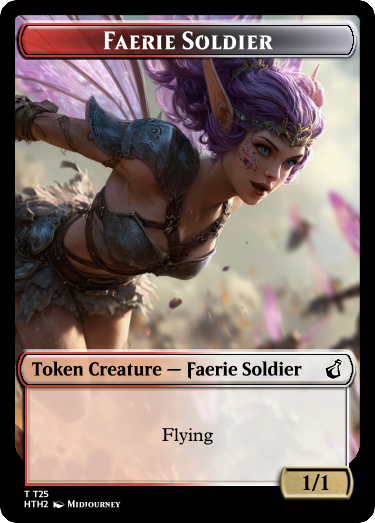 Faerie Soldier
Token Creature — Faerie Soldier
Flying
1/1
T T25
HTH2 Midjourney